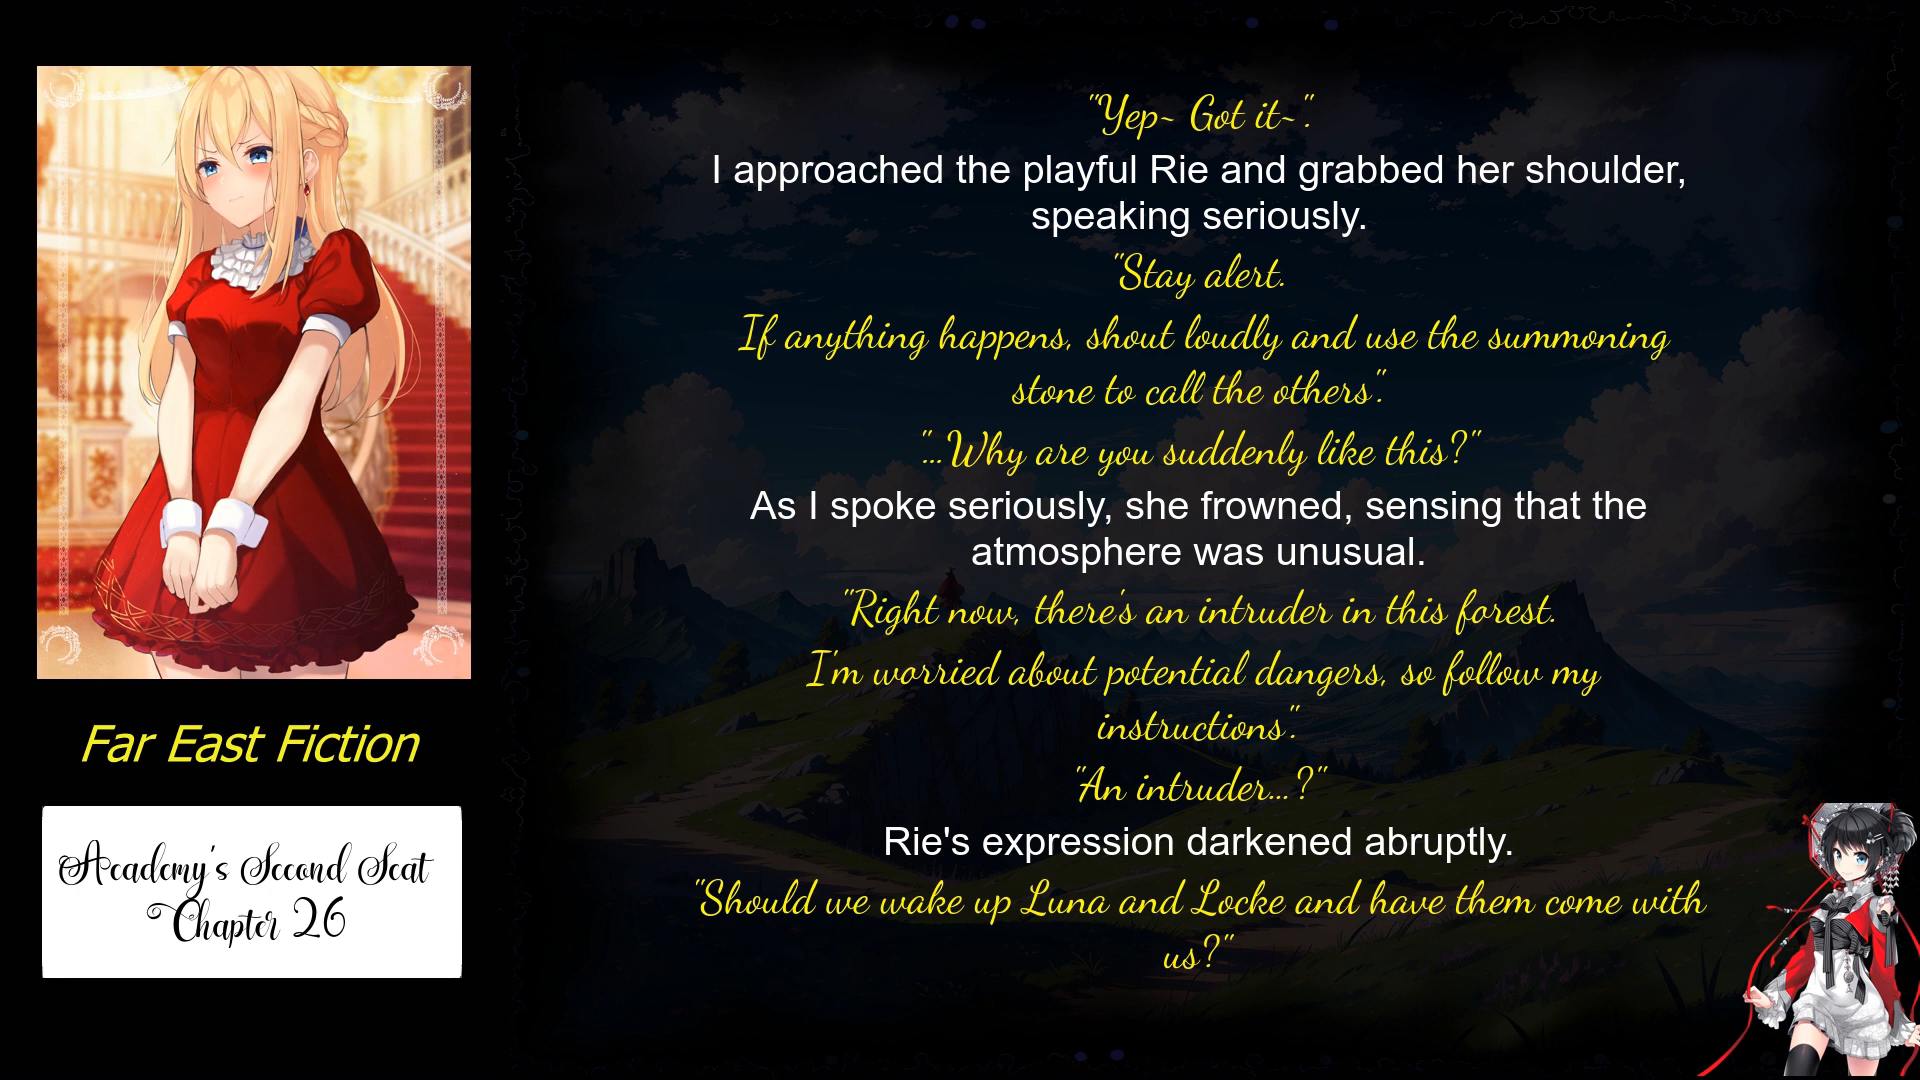 "Yep~ Got it~".
I approached the playful Rie and grabbed her shoulder,
speaking seriously.
"Stay alert.
If anything happens, shout loudly and use the summoning
stone to call the others".
"...Why are you suddenly like this?"
As I spoke seriously, she frowned, sensing that the
atmosphere was unusual.
"Right now, there's an intruder in this forest.
I'm worried about potential dangers, so follow my
instructions".
"An intruder...?"
Rie's expression darkened abruptly.
"Should we wake up Luna and Locke and have them come with
us?"
Far East Fiction
Academy's Second Seat
Chapter 26